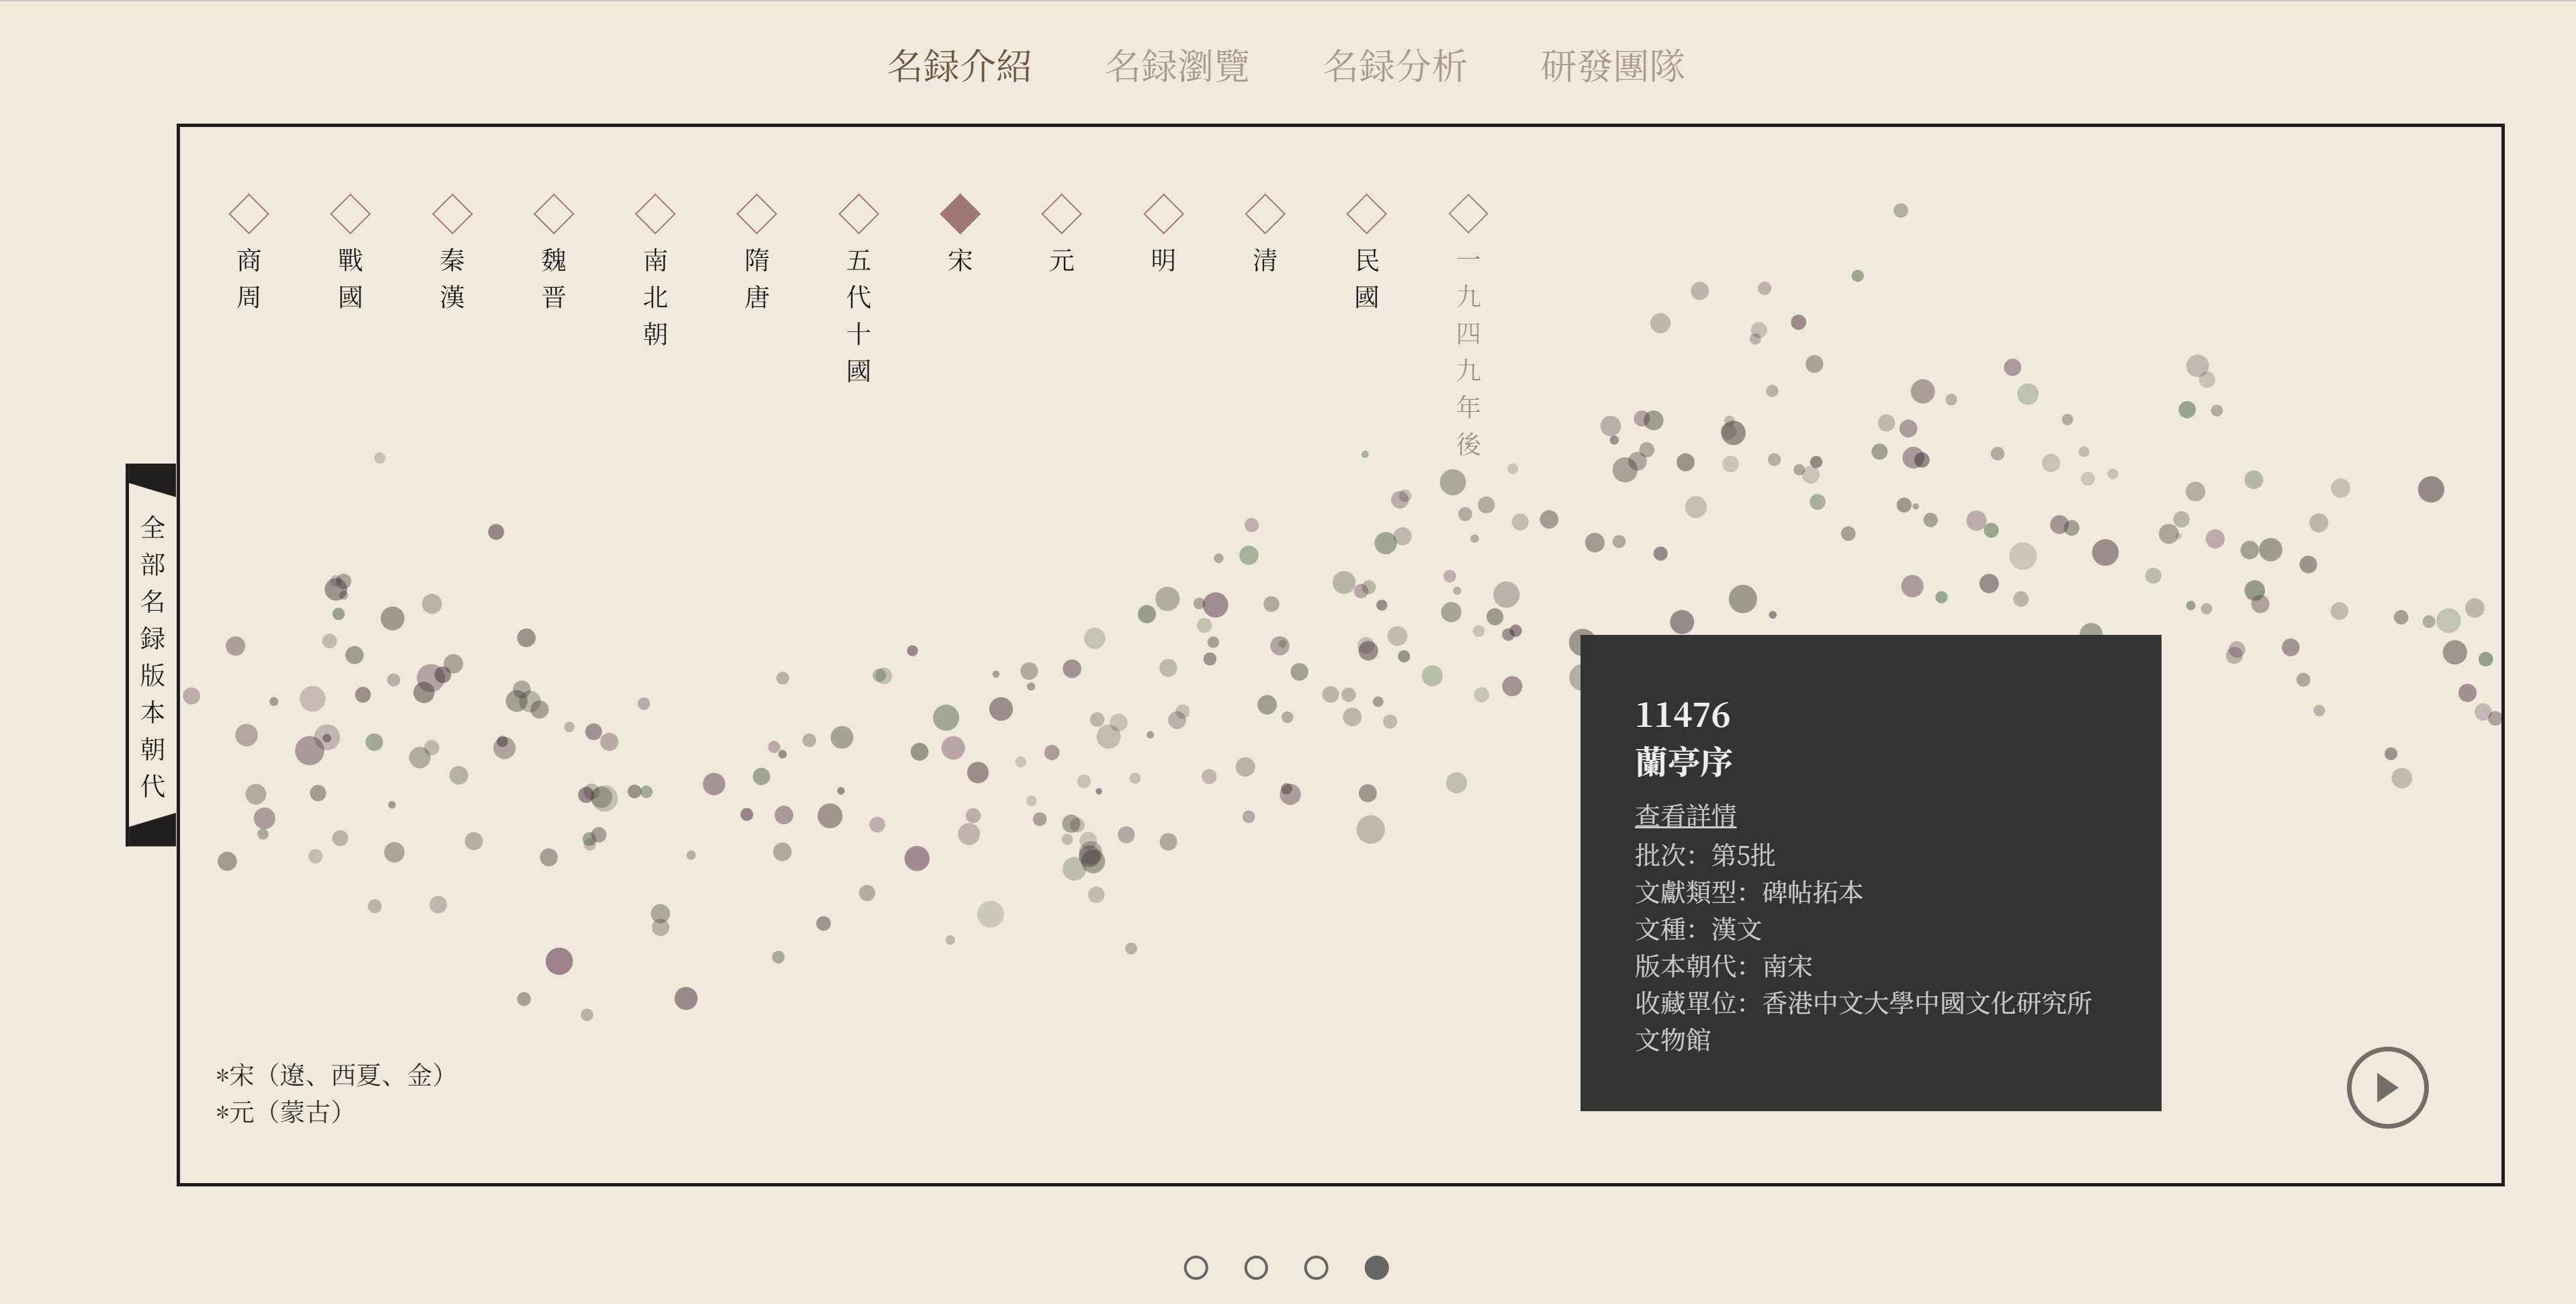 名録介紹
名録瀏覽
名録分析
研發團隊
商周
戰國
秦漢
魏晋
南北朝
隋唐
五代十國
宋
元
明
清
民國
一九四九年後
全部名録版本朝代
11476
蘭亭序
查看詳情
批次：第5批
文獻類型：碑帖拓本
文種：漢文
版本朝代：南宋
收藏單位：香港中文大學中國文化研究所
文物館
*宋（遼、西夏、金）
*元（蒙古）